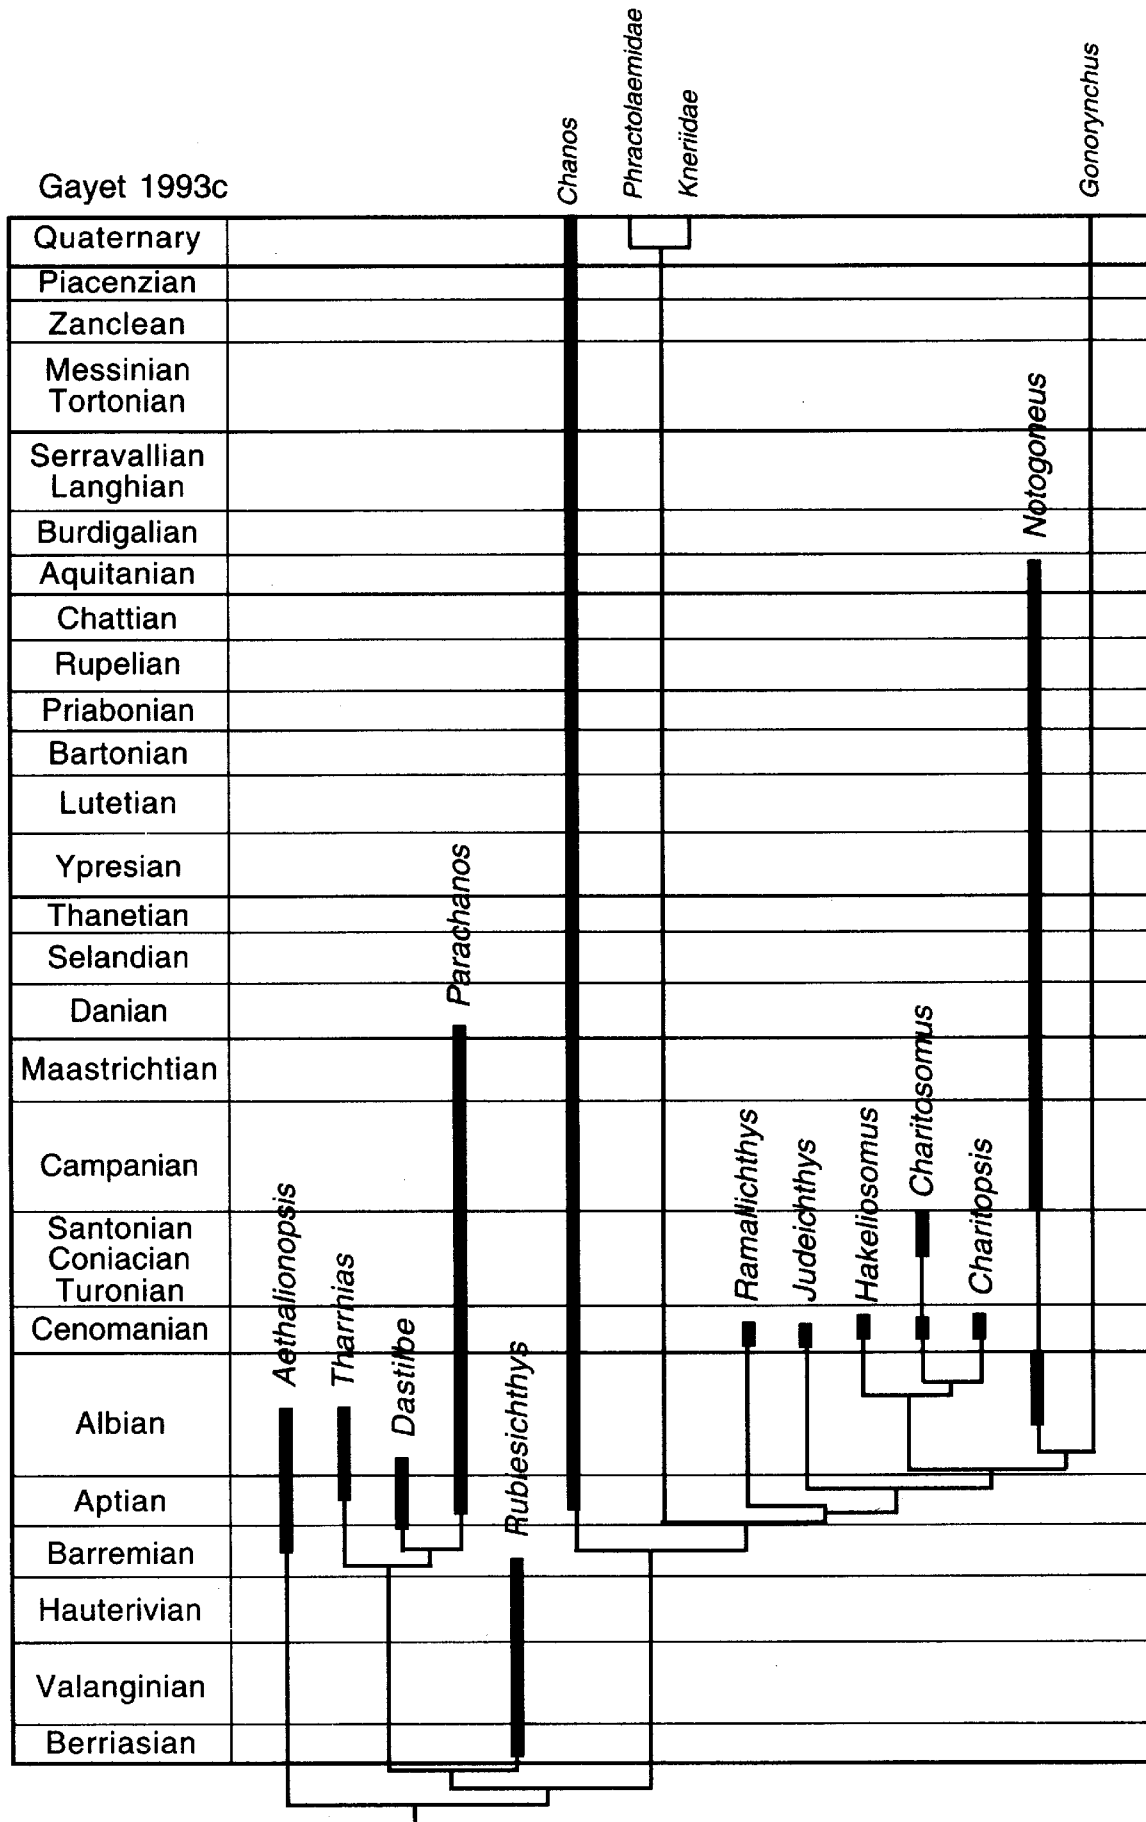 Gayet 1993c
Chanos
Phractolaemidae
Kneriidae
Gonorynchus
Quaternary
Piacenzian
Zanclean
Messinian
Tortonian
Notogoneus
Serravallian
Langhian
Burdigalian
Aquitanian
Chattian
Rupelian
Priabonian
Bartonian
Lutetian
Ypresian
Parachanos
Thanetian
Selandian
Danian
Maastrichtian
Charitosomus
Campanian
Ramallichthys
Judeichthys
Hakeliosomus
Charitopsis
Aethalionopsis
Santonian
Coniacian
Turonian
Tharrhias
Dastilbe
Cenomanian
Rubiesichthys
Albian
Aptian
Barremian
Hauterivian
Valanginian
Berriasian